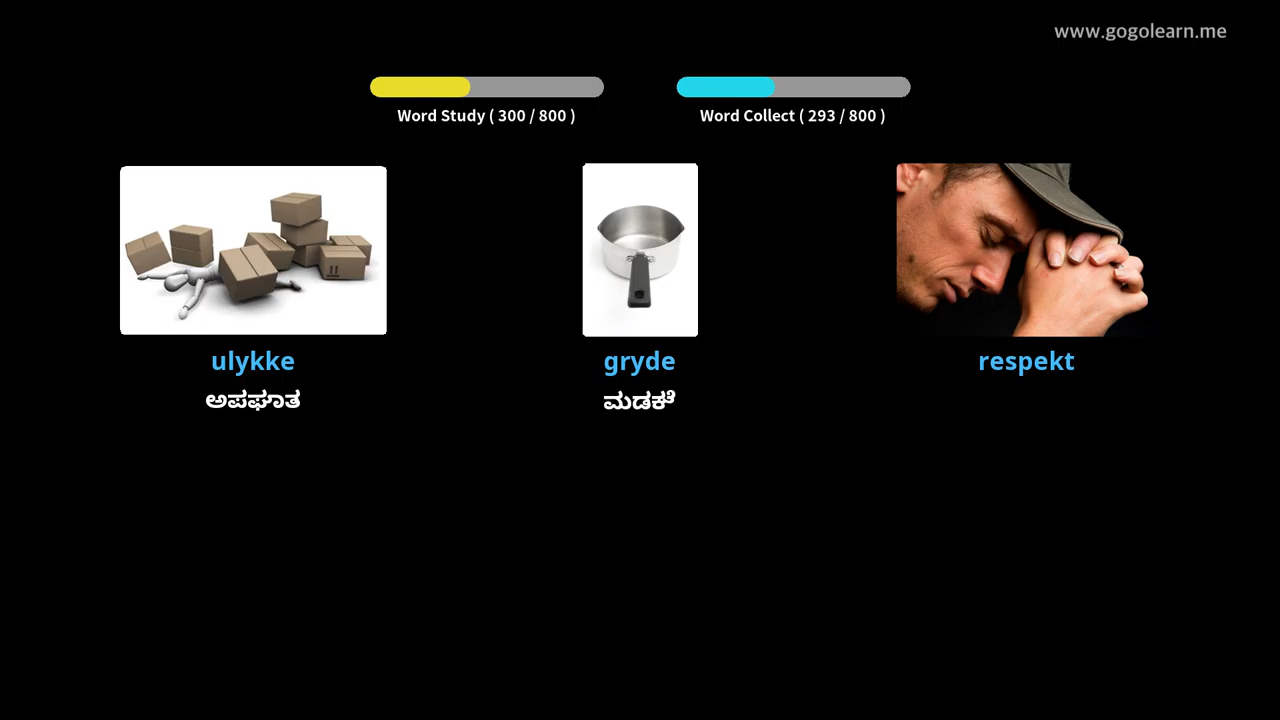 www.gogolearn.me
Word Study ( 300 / 800 )
Word Collect ( 293 / 800 )
ulykke
gryde
respekt
ಅಪಘಾತ
ಮಡಕೆ